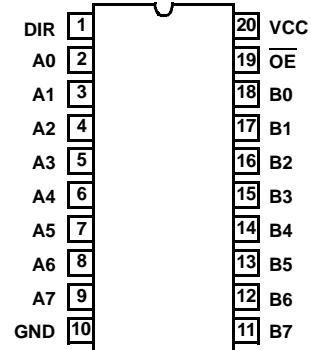 DIR 1 20 VCC
A0 2 19 O̅E̅
A1 3 18 B0
A2 4 17 B1
A3 5 16 B2
A4 6 15 B3
A5 7 14 B4
A6 8 13 B5
A7 9 12 B6
GND 10 11 B7